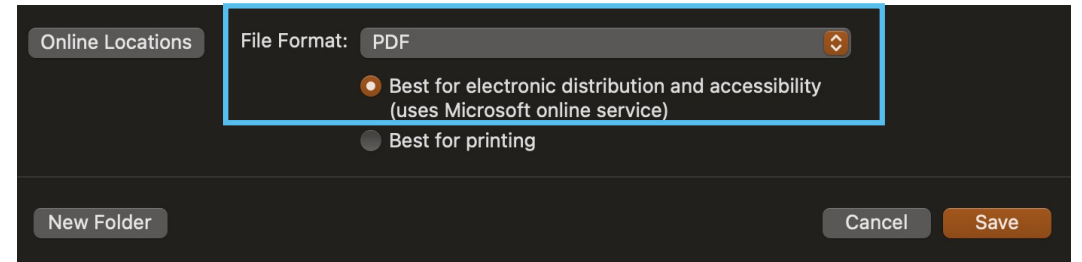 Online Locations
File Format: PDF
Best for electronic distribution and accessibility
(uses Microsoft online service)
Best for printing
New Folder
Cancel
Save